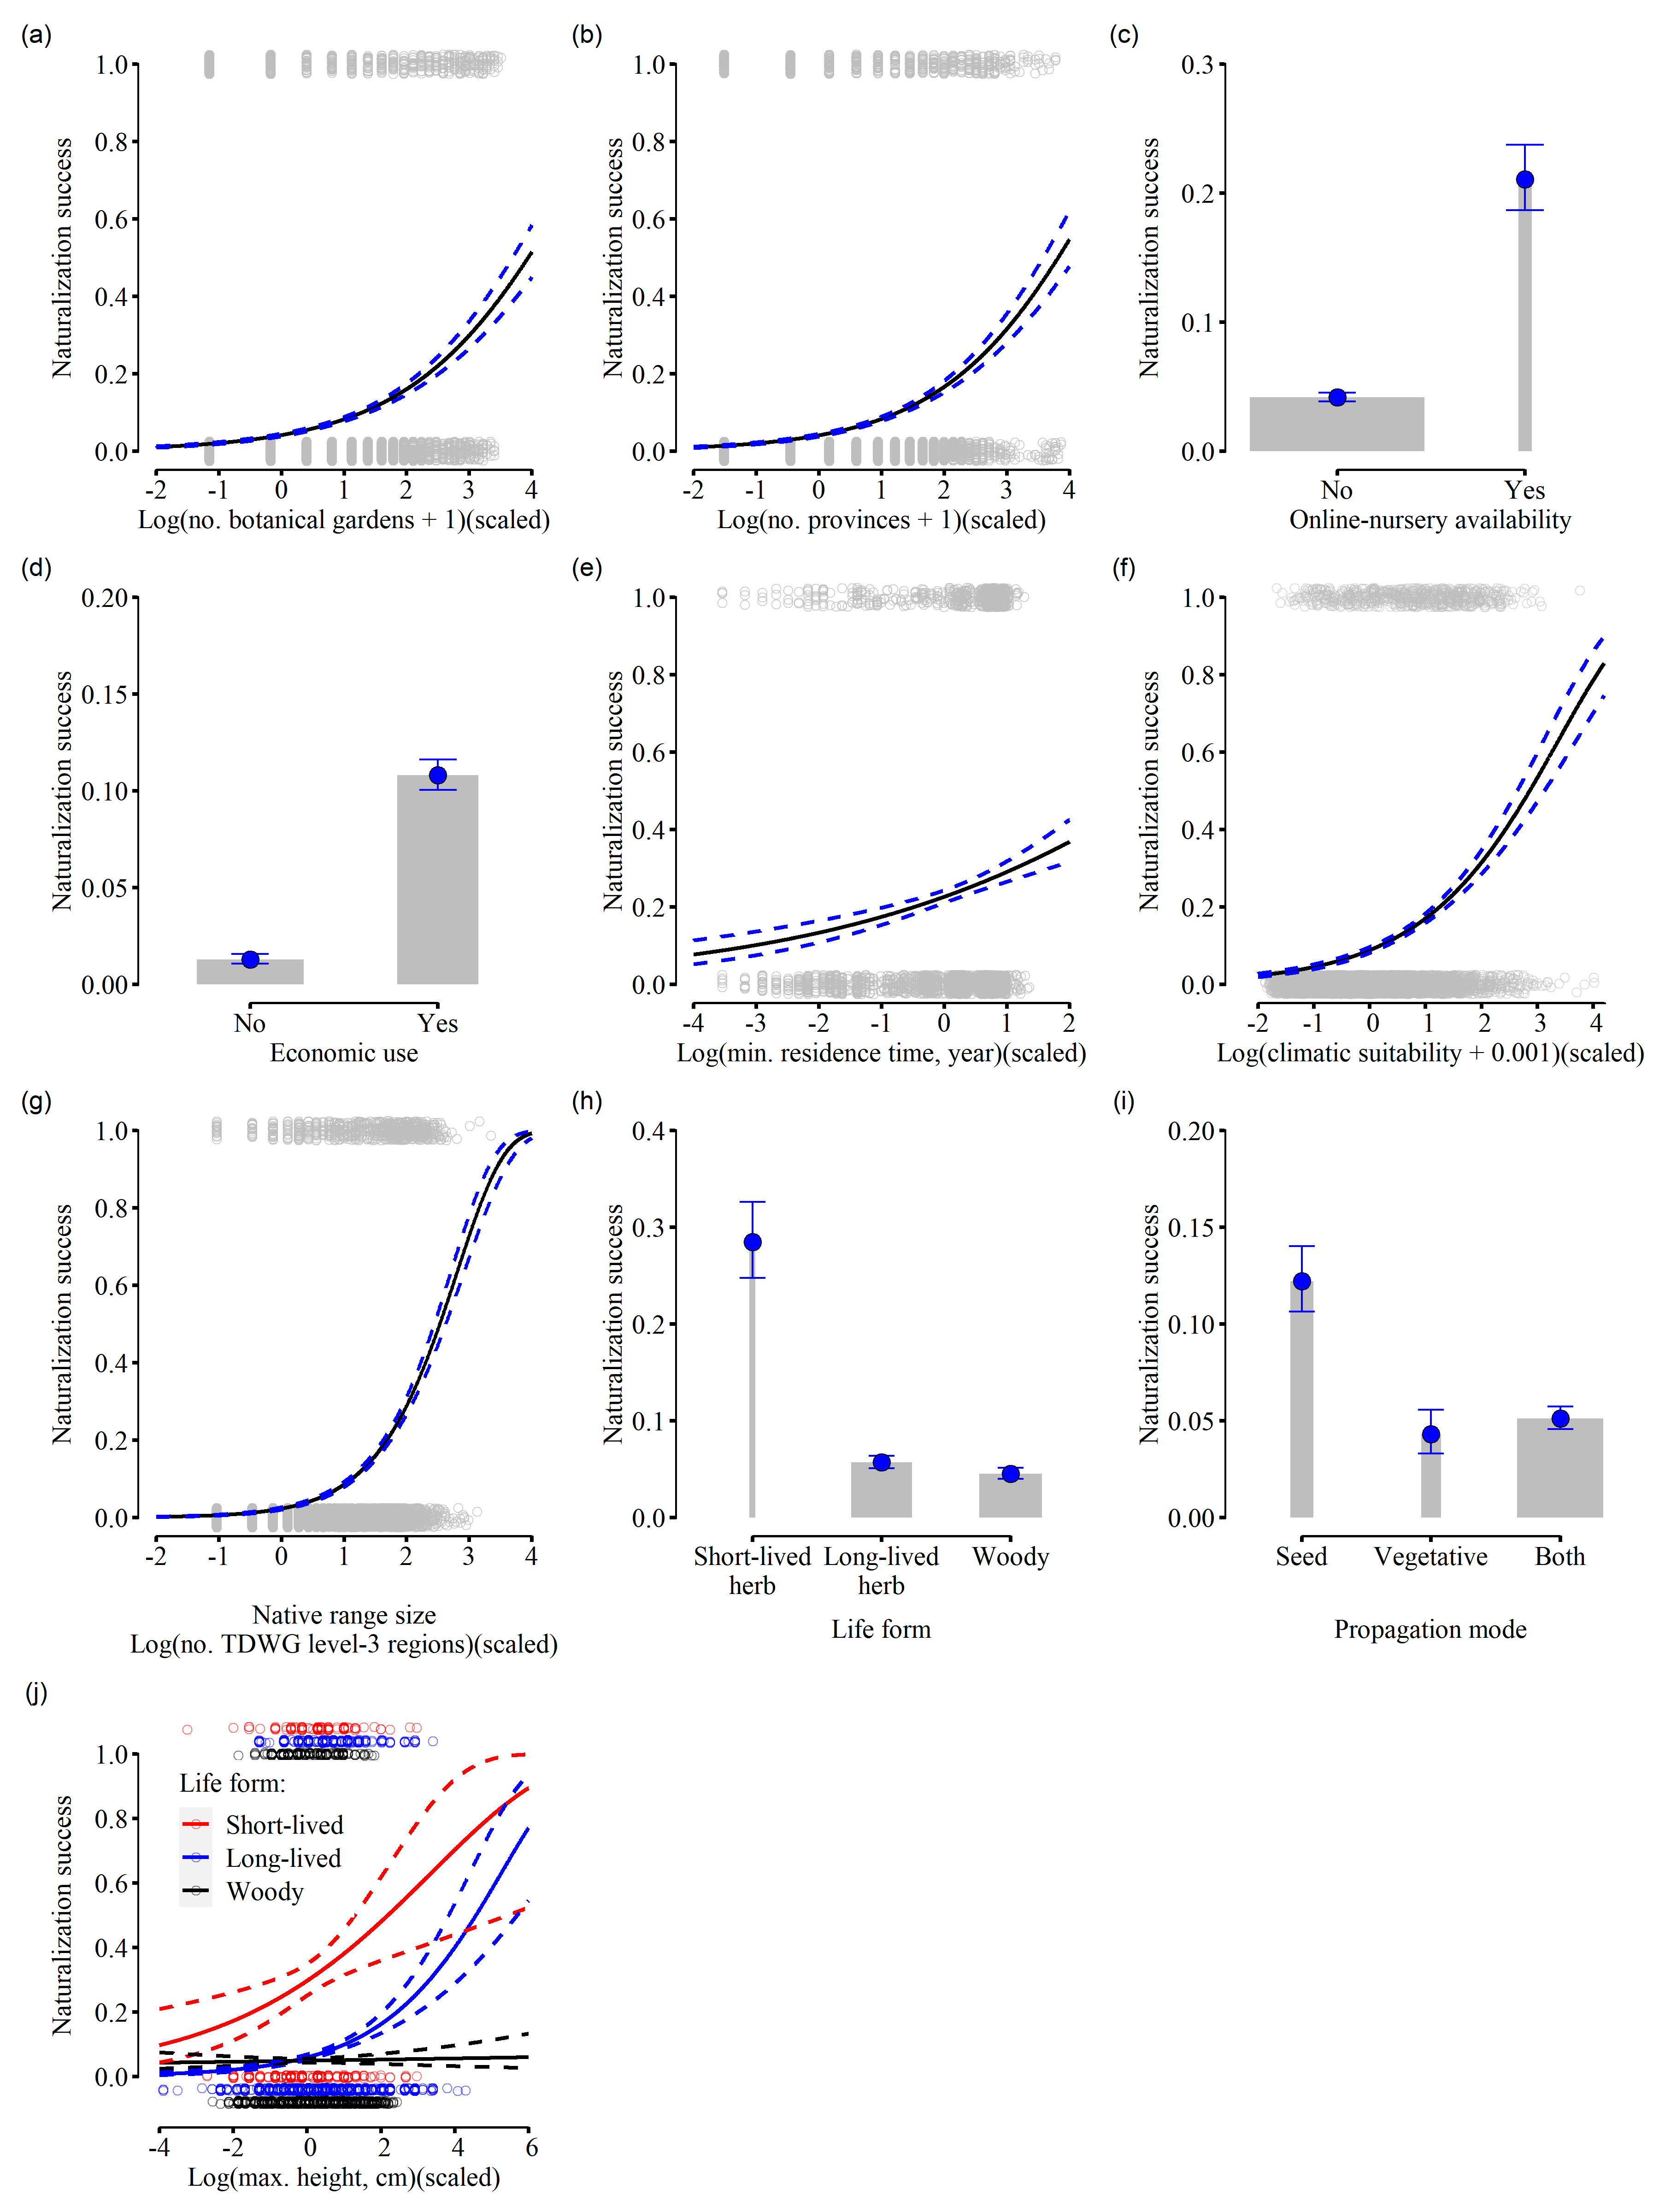 (a)
1.0
0.8
0.6
0.4
0.2
0.0
Naturalization success
-2 -1 0 1 2 3 4
Log(no. botanical gardens + 1)(scaled)
(b)
1.0
0.8
0.6
0.4
0.2
0.0
Naturalization success
-2 -1 0 1 2 3 4
Log(no. provinces + 1)(scaled)
(c)
0.3
0.2
0.1
0.0
Naturalization success
No Yes
Online-nursery availability
(d)
0.20
0.15
0.10
0.05
0.00
Naturalization success
No Yes
Economic use
(e)
1.0
0.8
0.6
0.4
0.2
0.0
Naturalization success
-4 -3 -2 -1 0 1 2
Log(min. residence time, year)(scaled)
(f)
1.0
0.8
0.6
0.4
0.2
0.0
Naturalization success
-2 -1 0 1 2 3 4
Log(climatic suitability + 0.001)(scaled)
(g)
1.0
0.8
0.6
0.4
0.2
0.0
Naturalization success
-2 -1 0 1 2 3 4
Native range size
Log(no. TDWG level-3 regions)(scaled)
(h)
0.4
0.3
0.2
0.1
0.0
Naturalization success
Short-lived Long-lived Woody
herb herb
Life form
(i)
0.20
0.15
0.10
0.05
0.00
Naturalization success
Seed Vegetative Both
Propagation mode
(j)
1.0
0.8
0.6
0.4
0.2
0.0
Naturalization success
Life form:
Short-lived
Long-lived
Woody
-4 -2 0 2 4 6
Log(max. height, cm)(scaled)